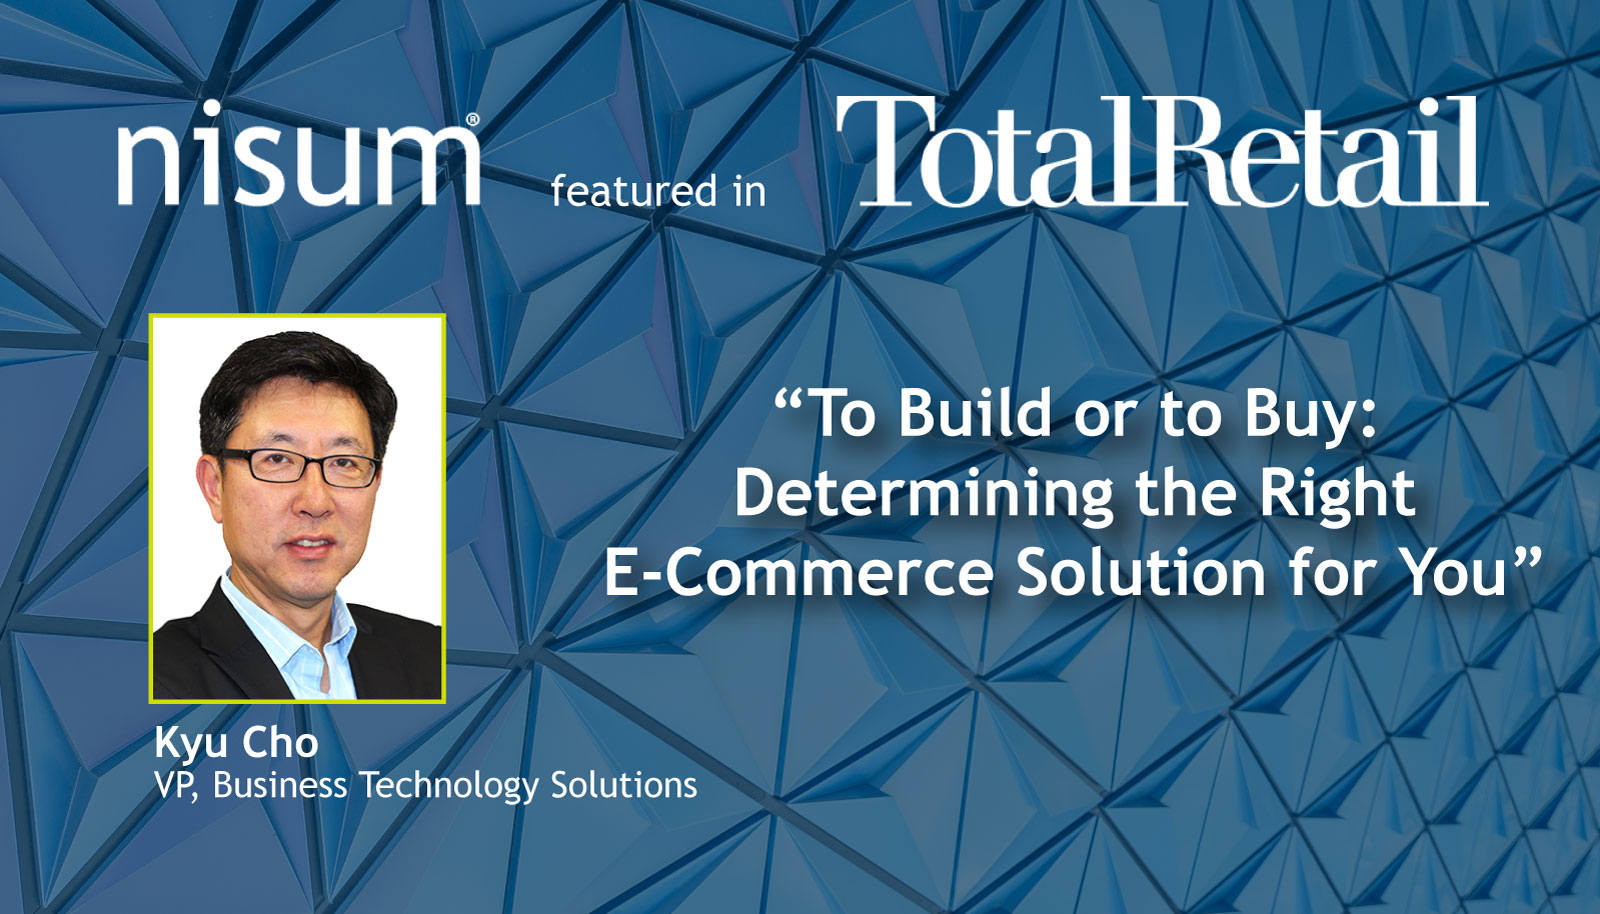 nisum® featured in TotalRetail
“To Build or to Buy:
Determining the Right
E-Commerce Solution for You”
Kyu Cho
VP, Business Technology Solutions